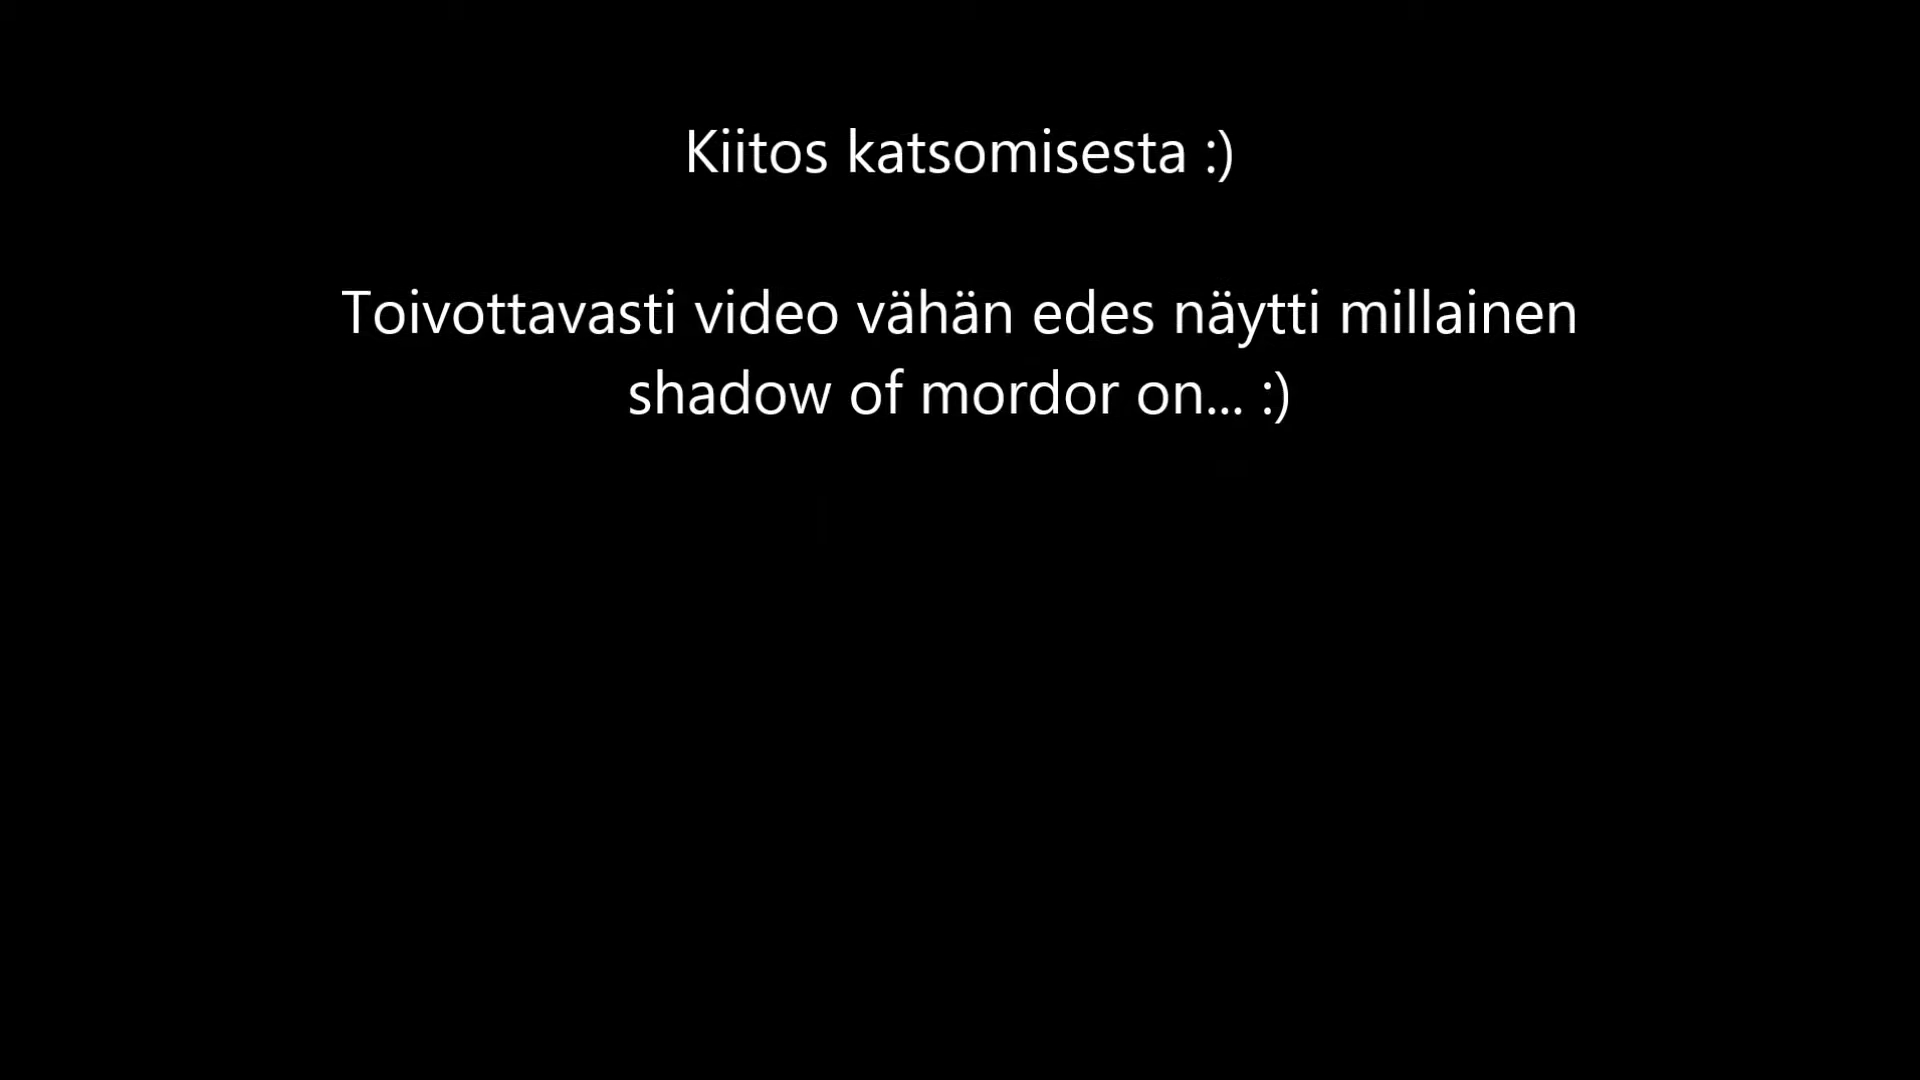 Kiitos katsomisesta :)
Toivottavasti video vähän edes näytti millainen
shadow of mordor on... :)